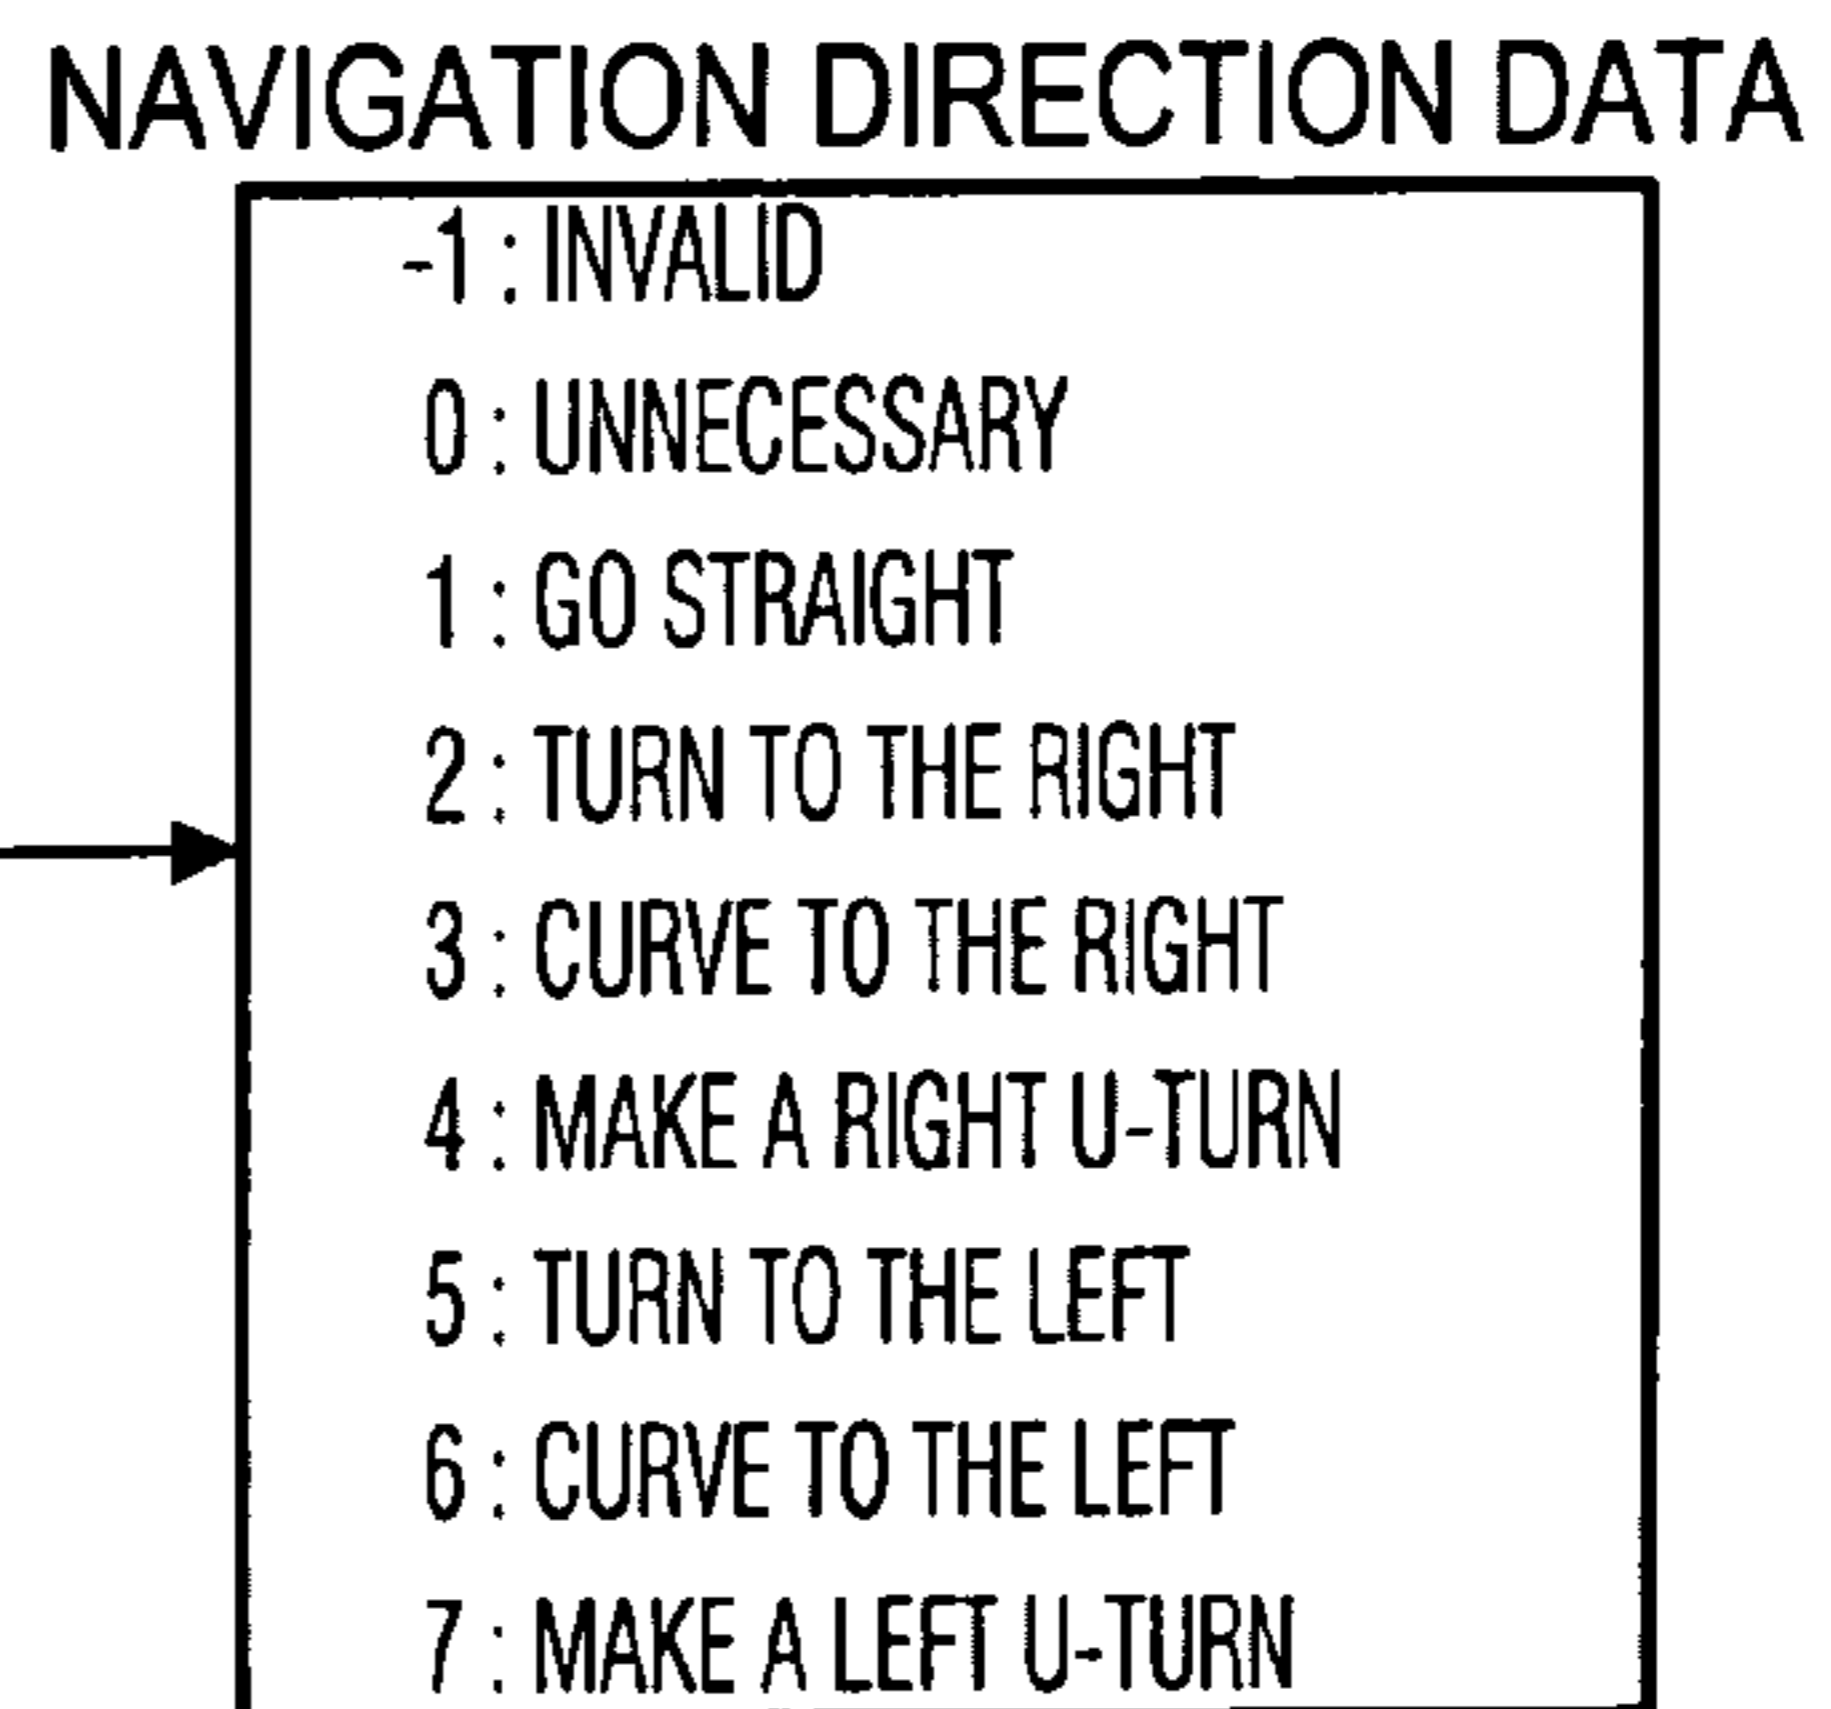 NAVIGATION DIRECTION DATA
-1 : INVALID
0 : UNNECESSARY
1 : GO STRAIGHT
2 : TURN TO THE RIGHT
3 : CURVE TO THE RIGHT
4 : MAKE A RIGHT U-TURN
5 : TURN TO THE LEFT
6 : CURVE TO THE LEFT
7 : MAKE A LEFT U-TURN